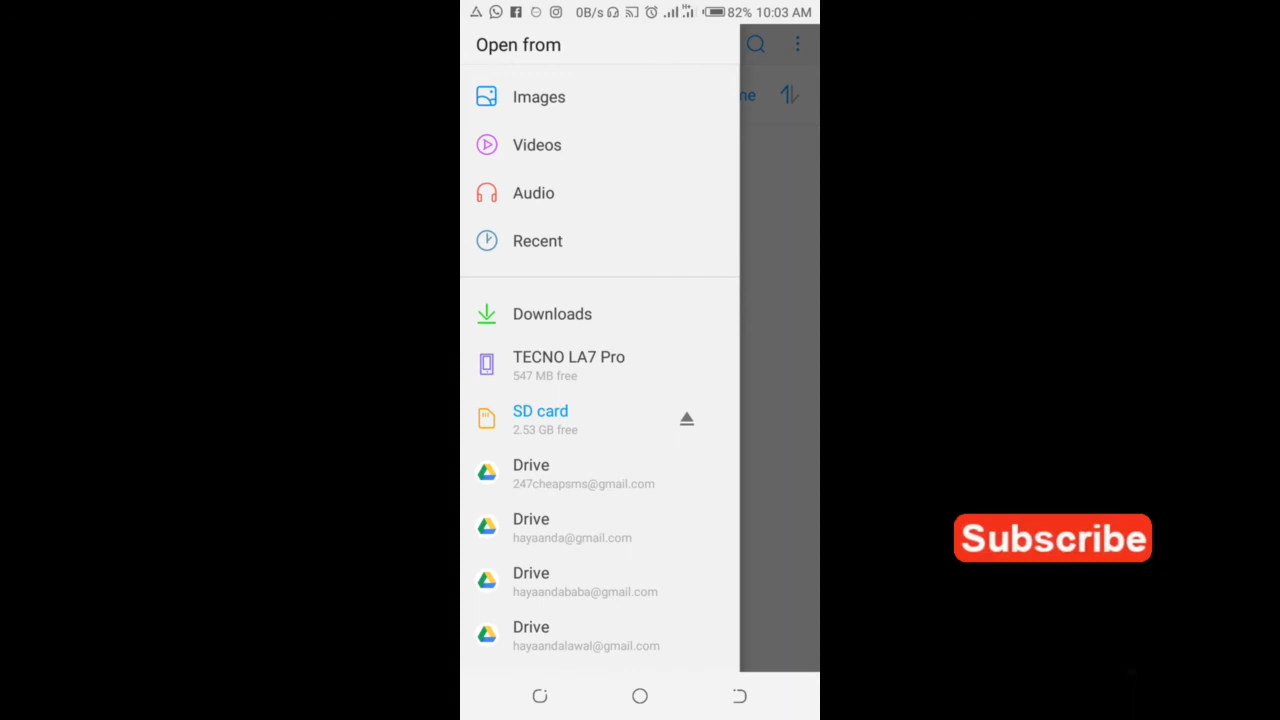 0B/s H+ 82% 10:03 AM
Open from
Images
ne
Videos
Audio
Recent
Downloads
TECNO LA7 Pro
547 MB free
SD card
2.53 GB free
Drive
247cheapsms@gmail.com
Drive
hayaanda@gmail.com
Drive
hayaandababa@gmail.com
Drive
hayaandalawal@gmail.com
Subscribe